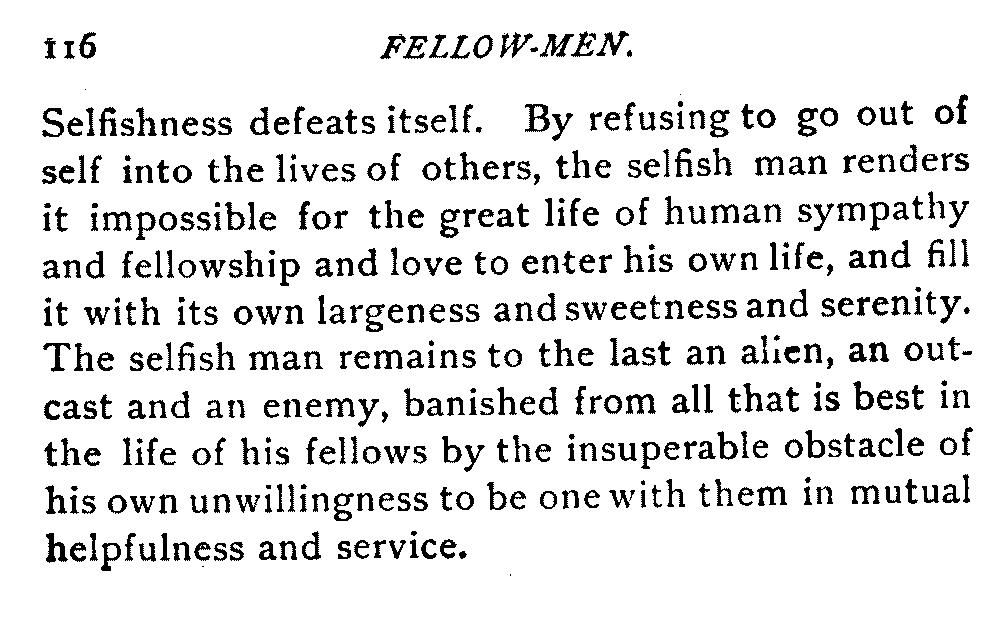 116 FELLOW-MEN.
Selfishness defeats itself. By refusing to go out of
self into the lives of others, the selfish man renders
it impossible for the great life of human sympathy
and fellowship and love to enter his own life, and fill
it with its own largeness and sweetness and serenity.
The selfish man remains to the last an alien, an out-
cast and an enemy, banished from all that is best in
the life of his fellows by the insuperable obstacle of
his own unwillingness to be one with them in mutual
helpfulness and service.